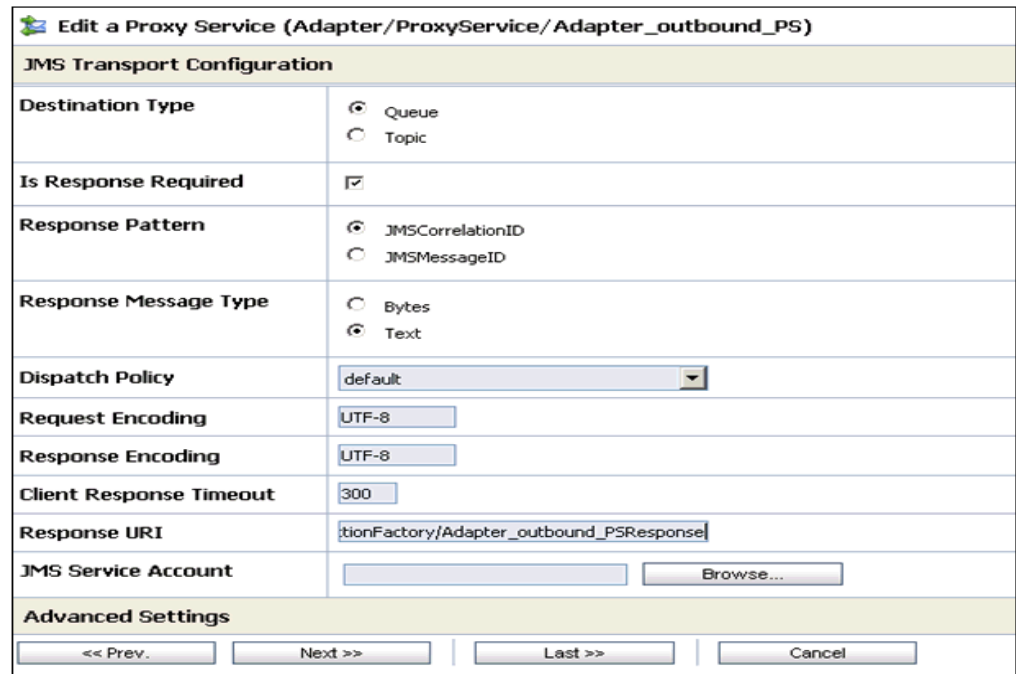 Edit a Proxy Service (Adapter/ProxyService/Adapter_outbound_PS)
JMS Transport Configuration
Destination Type
Queue
Topic
Is Response Required
Response Pattern
JMSCorrelationID
JMSMessageID
Response Message Type
Bytes
Text
Dispatch Policy
default
Request Encoding
UTF-8
Response Encoding
UTF-8
Client Response Timeout
300
Response URI
:tionFactory/Adapter_outbound_PSResponse
JMS Service Account
Browse...
Advanced Settings
<< Prev. Next >> Last >> Cancel